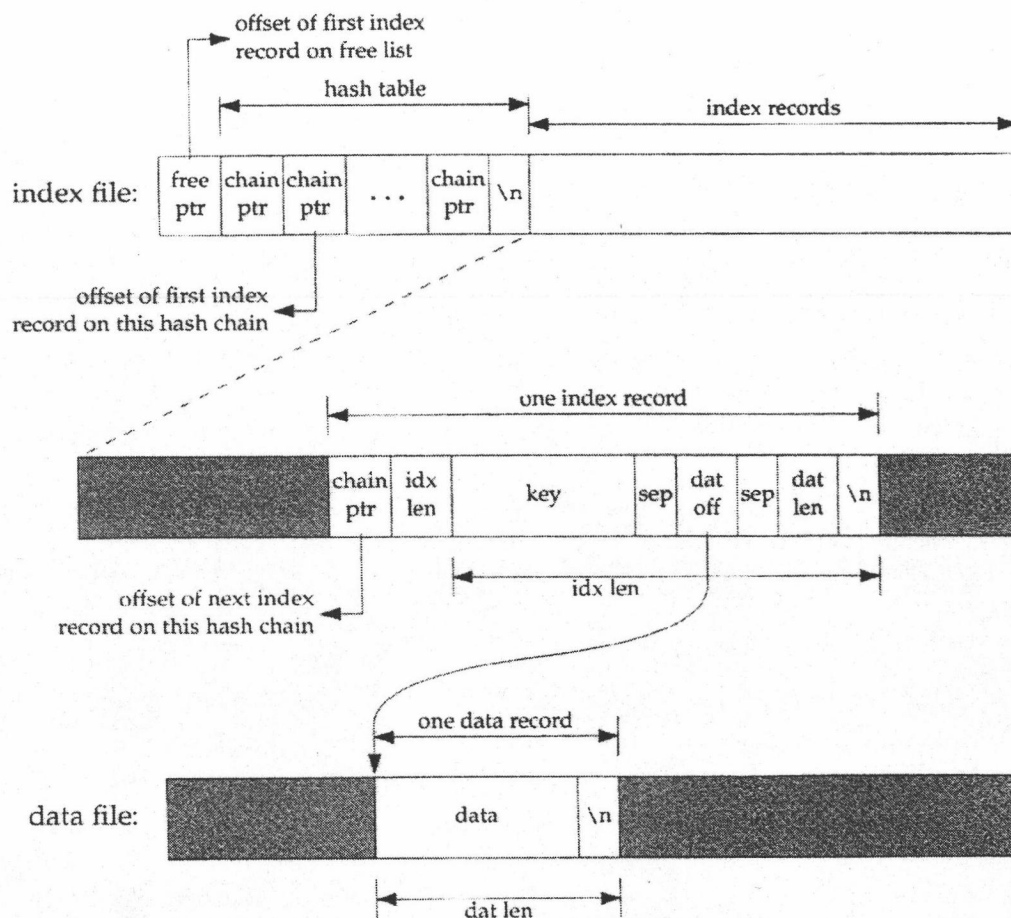 offset of first index
record on free list
hash table
index records
index file:
free
ptr
chain
ptr
chain
ptr
...
chain
ptr
\n
offset of first index
record on this hash chain
one index record
chain
ptr
idx
len
key
sep
dat
off
sep
dat
len
\n
offset of next index
record on this hash chain
idx len
one data record
data file:
data
\n
dat len